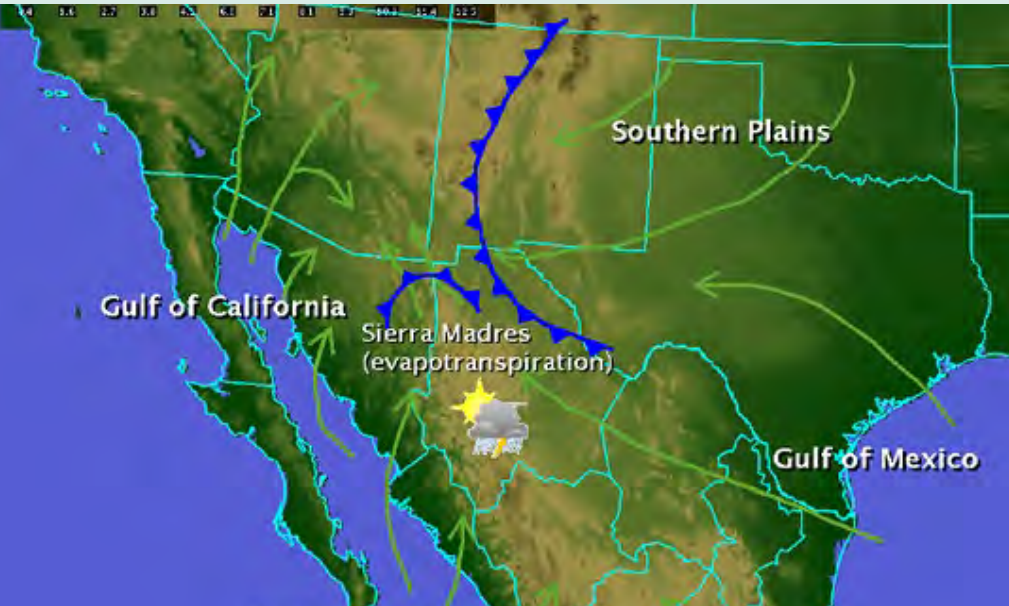 Southern Plains
Gulf of California
Sierra Madres
(evapotranspiration)
Gulf of Mexico